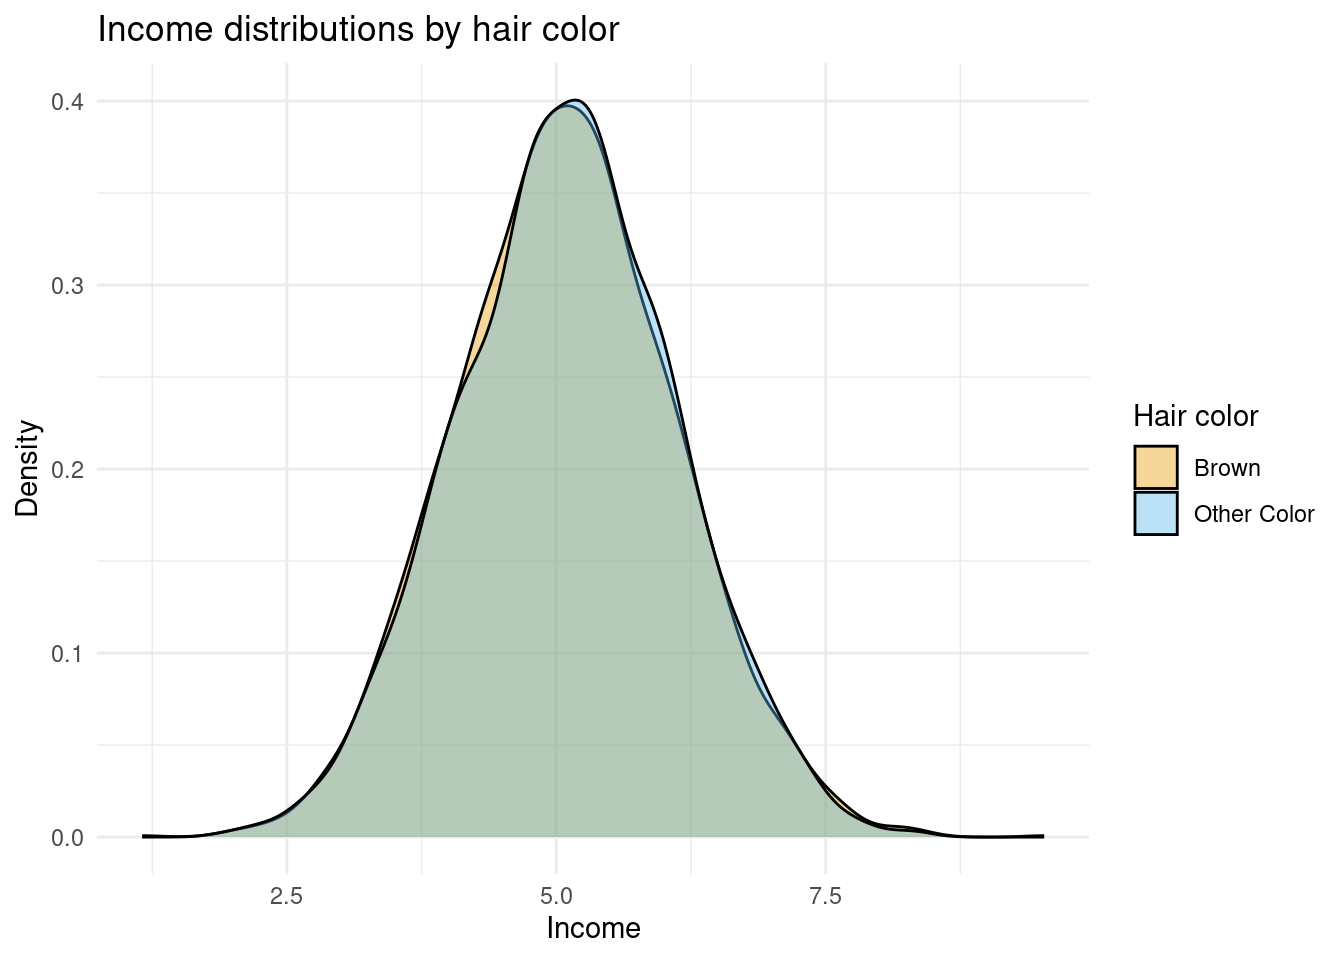 Income distributions by hair color
0.4
0.3
0.2
0.1
0.0
Density
2.5 5.0 7.5
Income
Hair color
Brown
Other Color